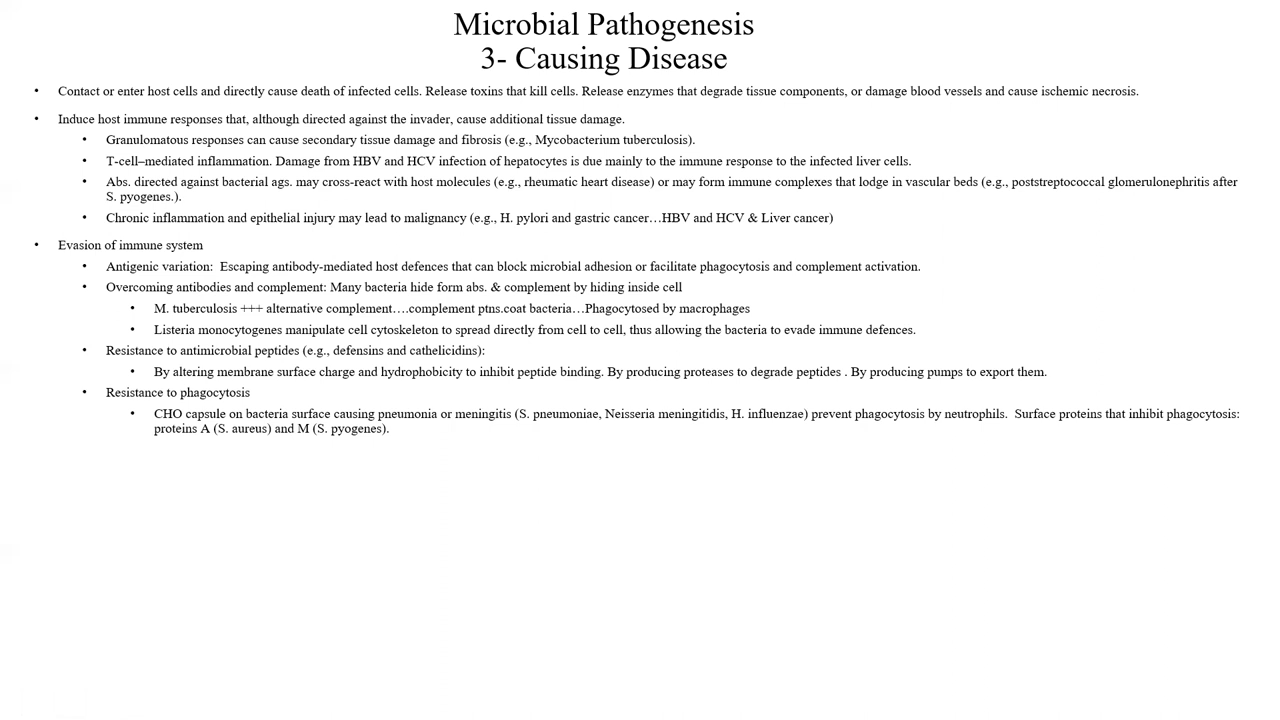 Microbial Pathogenesis
3- Causing Disease
• Contact or enter host cells and directly cause death of infected cells. Release toxins that kill cells. Release enzymes that degrade tissue components, or damage blood vessels and cause ischemic necrosis.
• Induce host immune responses that, although directed against the invader, cause additional tissue damage.
• Granulomatous responses can cause secondary tissue damage and fibrosis (e.g., Mycobacterium tuberculosis).
• T-cell–mediated inflammation. Damage from HBV and HCV infection of hepatocytes is due mainly to the immune response to the infected liver cells.
• Abs. directed against bacterial ags. may cross-react with host molecules (e.g., rheumatic heart disease) or may form immune complexes that lodge in vascular beds (e.g., poststreptococcal glomerulonephritis after
S. pyogenes.).
• Chronic inflammation and epithelial injury may lead to malignancy (e.g., H. pylori and gastric cancer…HBV and HCV & Liver cancer)
• Evasion of immune system
• Antigenic variation:  Escaping antibody-mediated host defences that can block microbial adhesion or facilitate phagocytosis and complement activation.
• Overcoming antibodies and complement: Many bacteria hide form abs. & complement by hiding inside cell
• M. tuberculosis +++ alternative complement….complement ptns.coat bacteria…Phagocytosed by macrophages
• Listeria monocytogenes manipulate cell cytoskeleton to spread directly from cell to cell, thus allowing the bacteria to evade immune defences.
• Resistance to antimicrobial peptides (e.g., defensins and cathelicidins):
• By altering membrane surface charge and hydrophobicity to inhibit peptide binding. By producing proteases to degrade peptides . By producing pumps to export them.
• Resistance to phagocytosis
• CHO capsule on bacteria surface causing pneumonia or meningitis (S. pneumoniae, Neisseria meningitidis, H. influenzae) prevent phagocytosis by neutrophils.  Surface proteins that inhibit phagocytosis:
proteins A (S. aureus) and M (S. pyogenes).